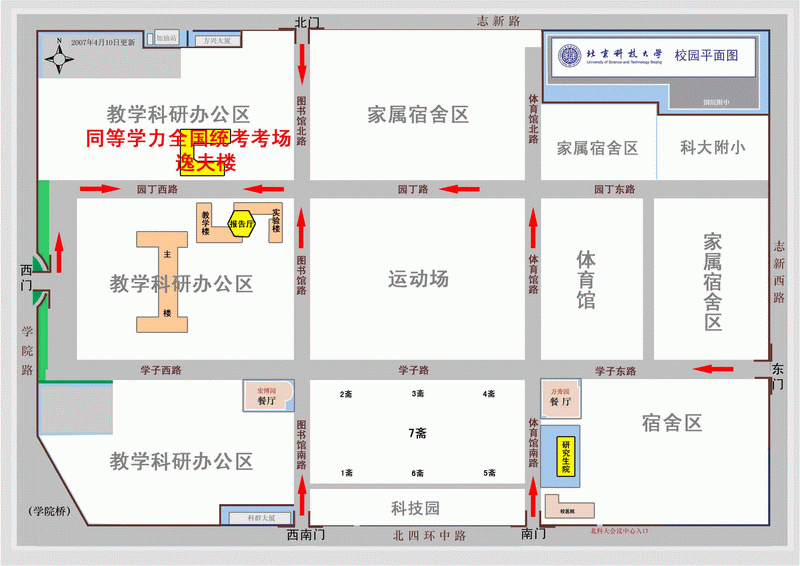 北门
志新路
N
2007年4月10日更新
加油站
万兴大厦
北京科技大学
University of Science and Technology Beijing
校园平面图
钢院附中
教学科研办公区
图书馆北路
家属宿舍区
体育馆北路
家属宿舍区
科大附小
同等学力全国统考考场
逸夫楼
园丁西路
园丁路
园丁东路
教学楼
报告厅
实验楼
主楼
教学科研办公区
图书馆路
运动场
体育馆路
体育馆
家属宿舍区
志新西路
西门
学院路
学子西路
学子路
学子东路
东门
宏博园
餐厅
2斋
3斋
4斋
7斋
1斋
6斋
5斋
万秀园
餐厅
宿舍区
教学科研办公区
图书馆南路
体育馆南路
研究生院
校医院
科技园
(学院桥)
科群大厦
西南门
北四环中路
南门
北科大会议中心入口